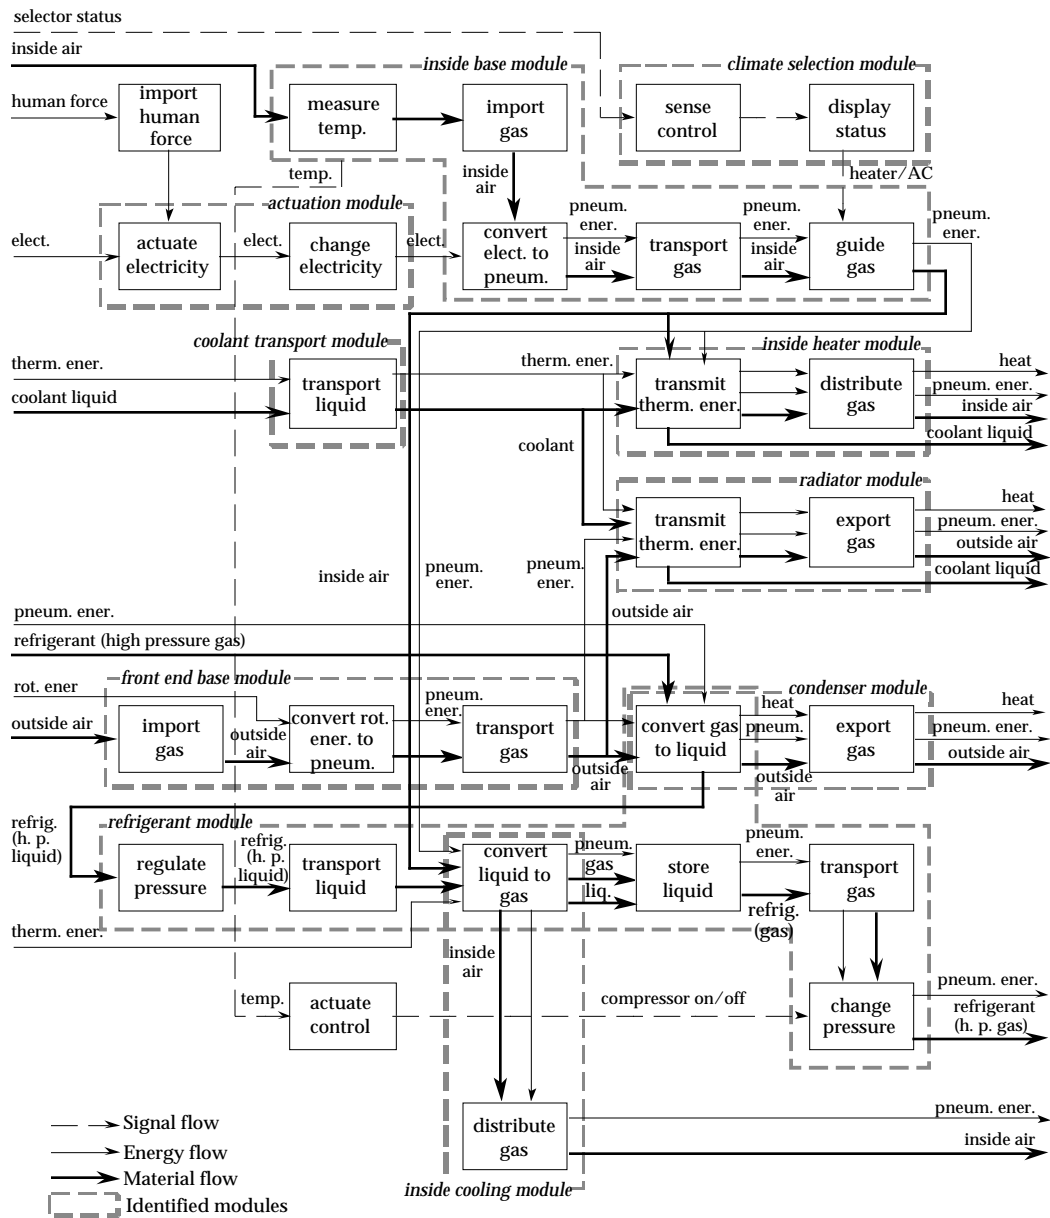 selector status
inside air
inside base module
climate selection module
human force
import
human
force
measure
temp.
import
gas
sense
control
display
status
temp.
inside
air
heater/AC
actuation module
pneum.
ener.
pneum.
ener.
pneum.
ener.
elect.
actuate
electricity
elect.
change
electricity
elect.
convert
elect. to
pneum.
inside
air
transport
gas
inside
air
guide
gas
coolant transport module
inside heater module
therm. ener.
coolant liquid
transport
liquid
therm. ener.
transmit
therm. ener.
distribute
gas
heat
pneum. ener.
inside air
coolant liquid
coolant
radiator module
transmit
therm. ener.
export
gas
heat
pneum. ener.
outside air
coolant liquid
inside air
pneum.
ener.
pneum.
ener.
outside air
pneum. ener.
refrigerant (high pressure gas)
front end base module
condenser module
rot. ener
outside air
import
gas
outside
air
convert rot.
ener. to
pneum.
pneum.
ener.
transport
gas
outside
air
convert gas
to liquid
heat
pneum.
outside
air
export
gas
heat
pneum. ener.
outside air
refrig.
(h. p.
liquid)
refrigerant module
regulate
pressure
refrig.
(h. p.
liquid)
transport
liquid
convert
liquid to
gas
pneum.
gas
liq.
store
liquid
pneum.
ener.
refrig.
(gas)
transport
gas
therm. ener.
inside
air
temp.
actuate
control
compressor on/off
change
pressure
pneum. ener.
refrigerant
(h. p. gas)
distribute
gas
pneum. ener.
inside air
inside cooling module
Signal flow
Energy flow
Material flow
Identified modules